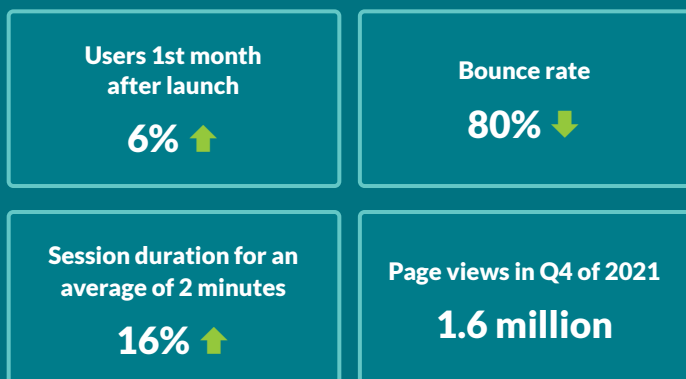 Users 1st month
after launch
6%
Bounce rate
80%
Session duration for an
average of 2 minutes
16%
Page views in Q4 of 2021
1.6 million